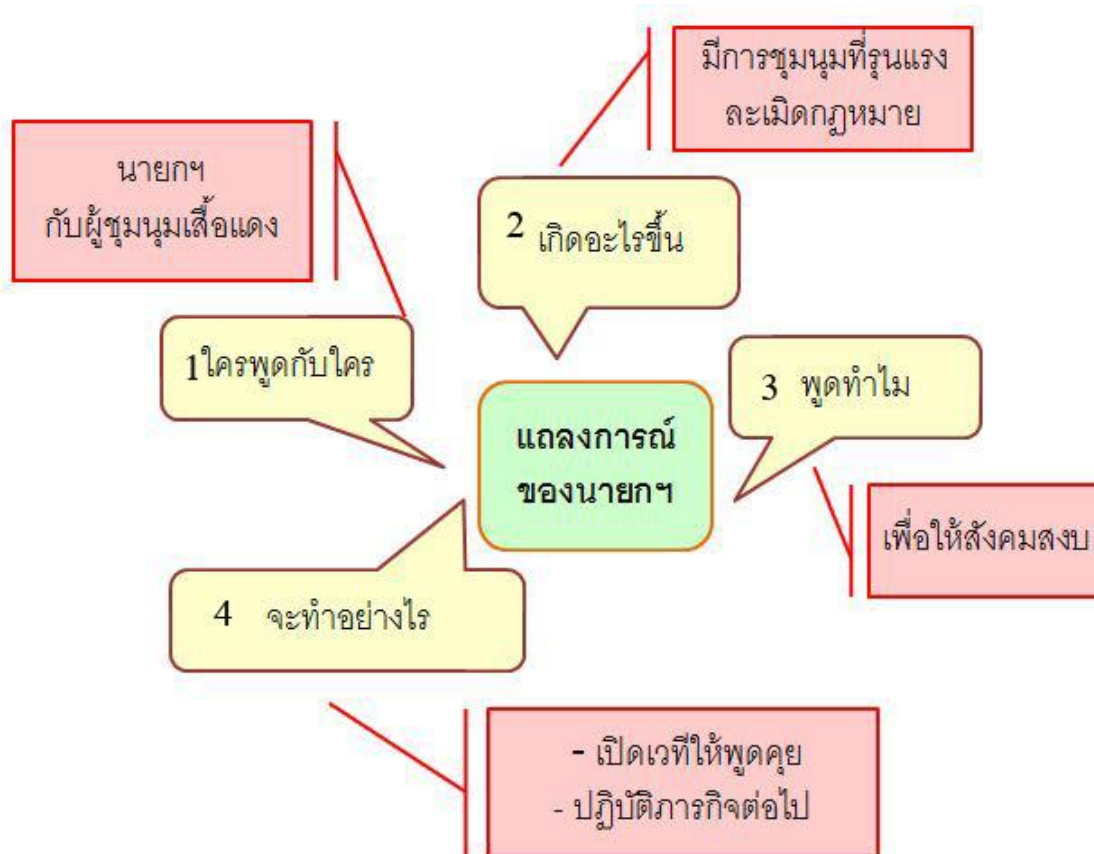 แถลงการณ์
ของนายกฯ
1 ใครพูดกับใคร
นายกฯ
กับผู้ชุมนุมเสื้อแดง
2 เกิดอะไรขึ้น
มีการชุมนุมที่รุนแรง
ละเมิดกฎหมาย
3 พูดทำไม
เพื่อให้สังคมสงบ
4 จะทำอย่างไร
- เปิดเวทีให้พูดคุย
- ปฏิบัติภารกิจต่อไป